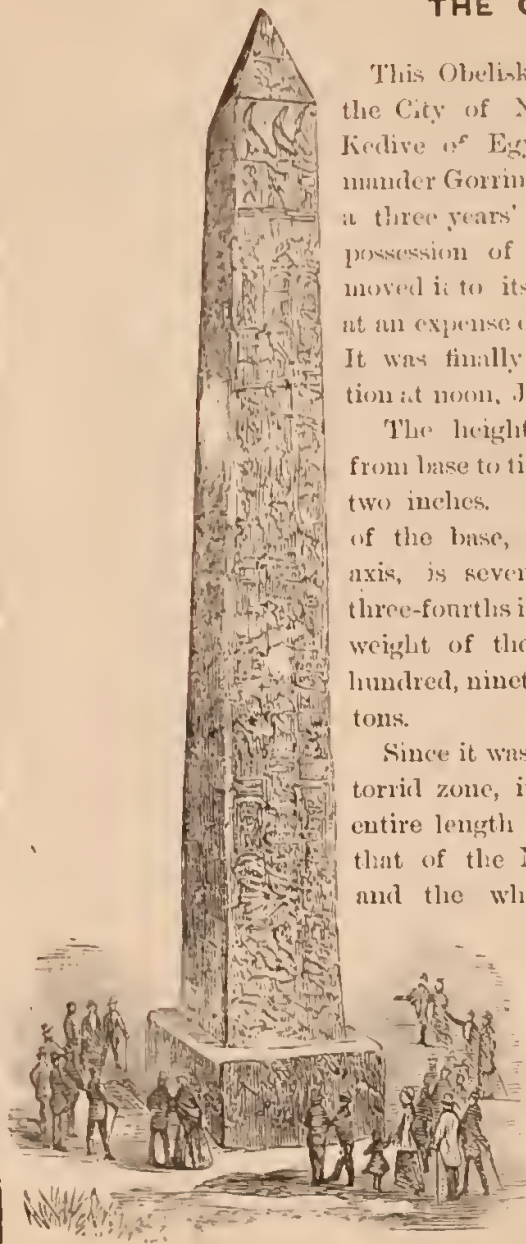 THE
This Obelisk
the City of
Kedive of Egy
mander Gorrin
a three years'
possession of
moved it to its
at an expense
It was finally
tion at noon, J
The height
from base to ti
two inches.
of the base,
axis, is seven
three-fourths i
weight of the
hundred, ninet
tons.
Since it was
torrid zone, i
entire length
that of the
and the wh